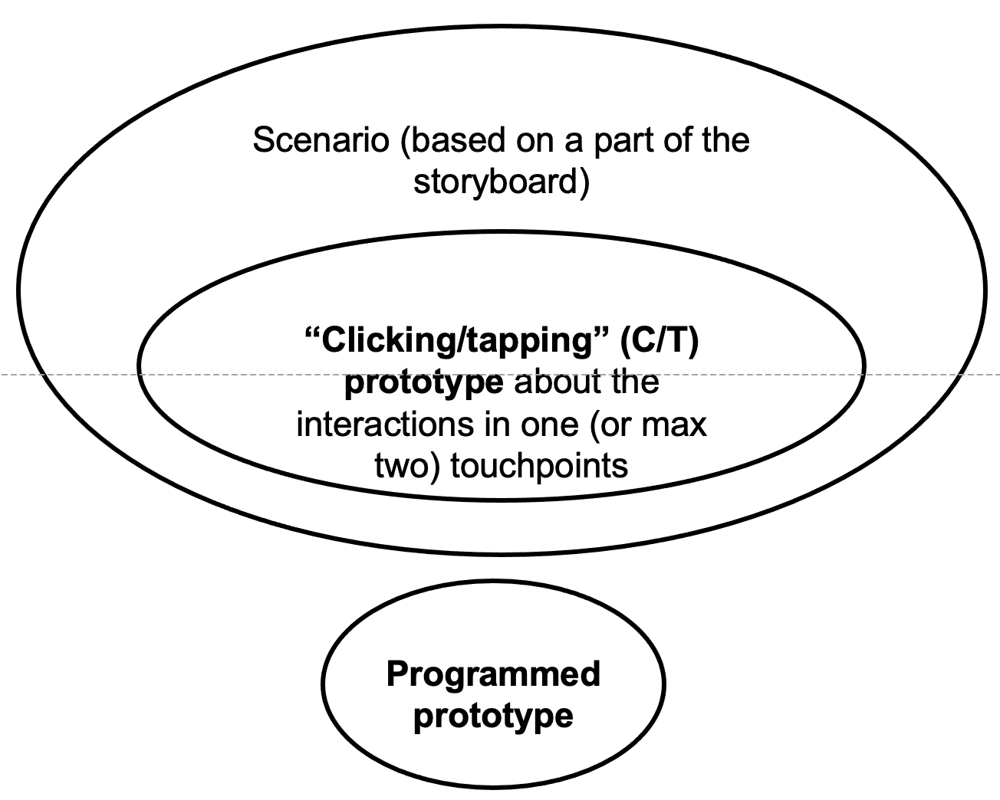 Scenario (based on a part of the
storyboard)
“Clicking/tapping” (C/T)
prototype about the
interactions in one (or max
two) touchpoints
Programmed
prototype